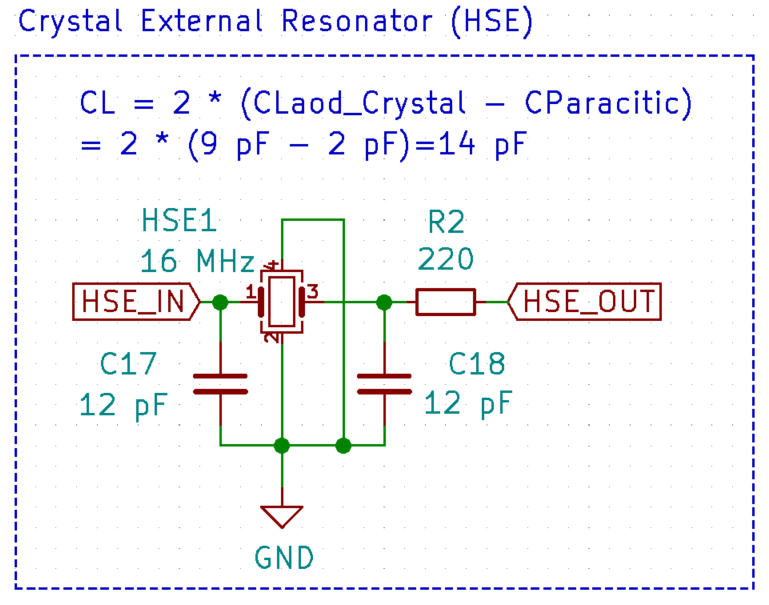 Crystal External Resonator (HSE)
CL = 2 * (CLaod_Crystal - CParacitic)
= 2 * (9 pF - 2 pF)=14 pF
HSE1
16 MHz
R2
220
HSE_IN
1
4
2
3
HSE_OUT
C17
12 pF
C18
12 pF
GND